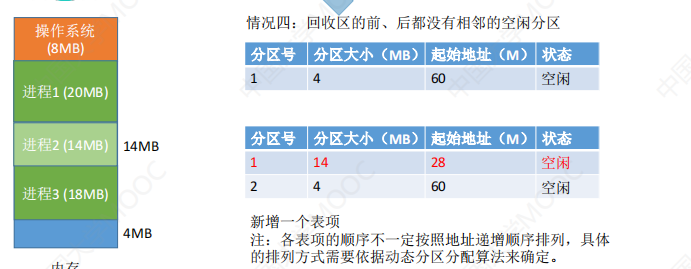 操作系统
(8MB)
进程1 (20MB)
进程2 (14MB)
14MB
进程3 (18MB)
4MB
内存
情况四：回收区的前、后都没有相邻的空闲分区
分区号 分区大小（MB） 起始地址（M） 状态
1 4 60 空闲
分区号 分区大小（MB） 起始地址（M） 状态
1 14 28 空闲
2 4 60 空闲
新增一个表项
注：各表项的顺序不一定按照地址递增顺序排列，具体
的排列方式需要依据动态分区分配算法来确定。